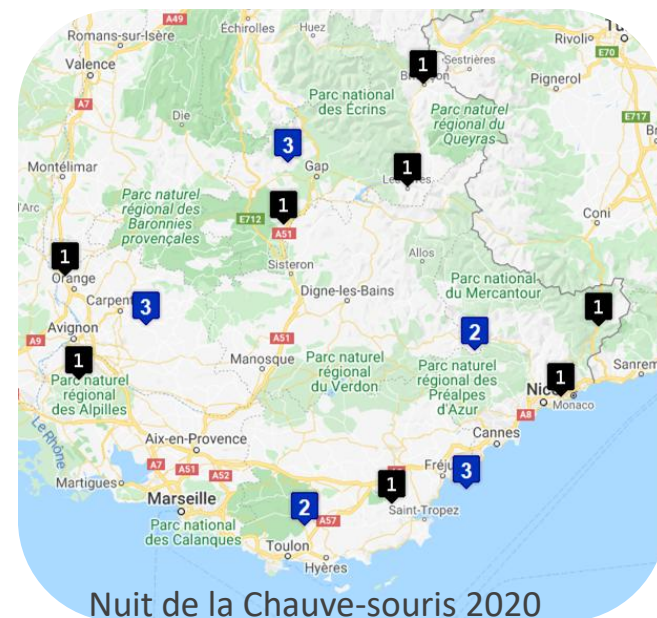 A49
Romans-sur-Isère
Échirolles
Huez
Rivoli
Valence
1
Sestrières
E70
Pignerol
A7
Parc national
des Écrins
Die
Parc naturel
régional du
Queyras
E717
3
Montélimar
Gap
1
Parc naturel
régional des
Baronnies
provençales
1
E712
A51
Coni
Allos
1
Orange
Sisteron
Parc national
du Mercantour
Digne-les-Bains
3
1
Avignon
A9
A51
2
1
Manosque
Parc naturel
régional
du Verdon
Parc naturel
régional des
Préalpes
d'Azur
1
Sanrem
Parc naturel
régional
des Alpilles
Monaco
A8
Le Rhône
Cannes
Aix-en-Provence
A7
A51
A52
3
Martigues
1
Marseille
2
Saint-Tropez
A57
Parc national
des Calanques
Toulon
Hyères
Nuit de la Chauve-souris 2020